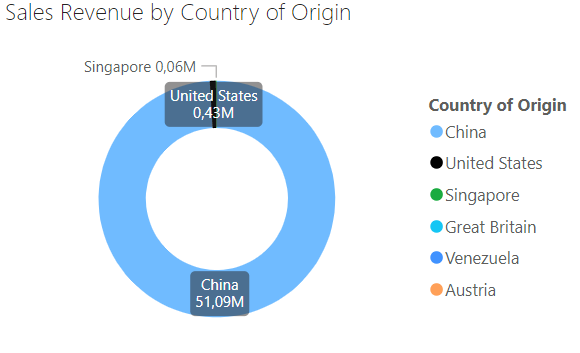 Sales Revenue by Country of Origin
Singapore 0,06M
United States
0,43M
China
51,09M
Country of Origin
China
United States
Singapore
Great Britain
Venezuela
Austria